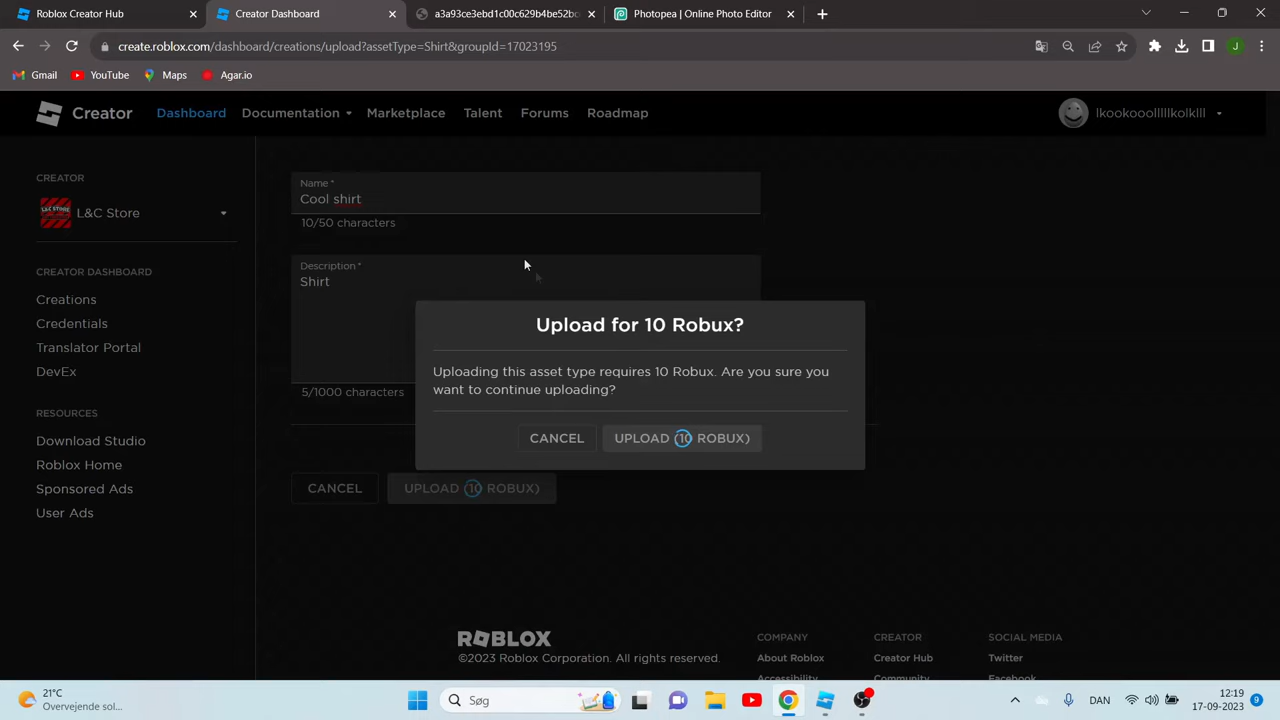 Roblox Creator Hub
Creator Dashboard
a3a93ce3ebd1c00c629b4be52bc
Photopea | Online Photo Editor
create.roblox.com/dashboard/creations/upload?assetType=Shirt&groupId=17023195
J
Gmail
YouTube
Maps
Agar.io
Creator
Dashboard
Documentation
Marketplace
Talent
Forums
Roadmap
CREATOR
L&C Store
CREATOR DASHBOARD
Creations
Credentials
Translator Portal
DevEx
RESOURCES
Download Studio
Roblox Home
Sponsored Ads
User Ads
Name *
Cool shirt
10/50 characters
Description *
Shirt
5/1000 characters
CANCEL
UPLOAD (10 ROBUX)
Upload for 10 Robux?
Uploading this asset type requires 10 Robux. Are you sure you
want to continue uploading?
CANCEL
UPLOAD (10 ROBUX)
ROBLOX
©2023 Roblox Corporation. All rights reserved.
COMPANY
About Roblox
Accessibility
CREATOR
Creator Hub
Community
SOCIAL MEDIA
Twitter
Facebook
21°C
Overvejende sol...
Søg
DAN
12:19
17-09-2023
9